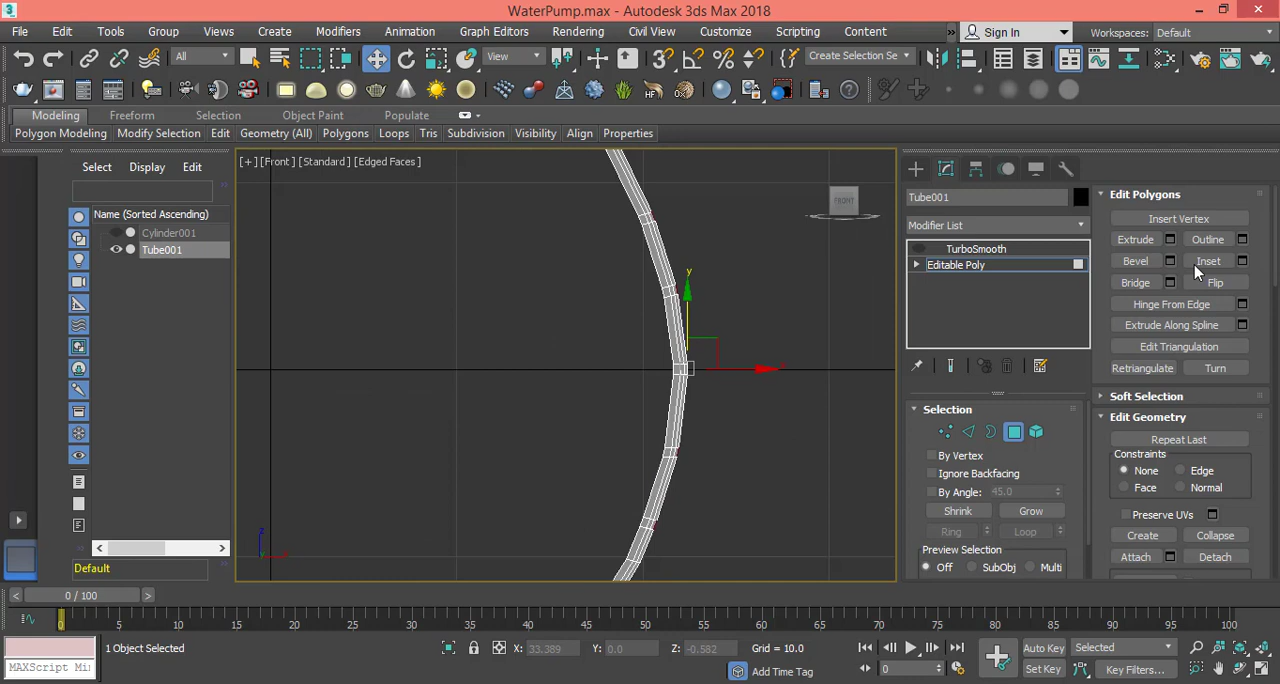 3 WaterPump.max - Autodesk 3ds Max 2018
File Edit Tools Group Views Create Modifiers Animation Graph Editors Rendering Civil View Customize Scripting Content » Sign In Workspaces: Default
All View Create Selection Se
Modeling Freeform Selection Object Paint Populate
Polygon Modeling Modify Selection Edit Geometry (All) Polygons Loops Tris Subdivision Visibility Align Properties
Select Display Edit
Name (Sorted Ascending)
Cylinder001
Tube001
Default
[+] [Front ] [Standard ] [Edged Faces ]
FRONT
y
Tube001
Modifier List
TurboSmooth
Editable Poly
Selection
By Vertex
Ignore Backfacing
By Angle: 45.0
Shrink Grow
Ring Loop
Preview Selection
Off SubObj Multi
Edit Polygons
Insert Vertex
Extrude Outline
Bevel Inset
Bridge Flip
Hinge From Edge
Extrude Along Spline
Edit Triangulation
Retriangulate Turn
Soft Selection
Edit Geometry
Repeat Last
Constraints
None Edge
Face Normal
Preserve UVs
Create Collapse
Attach Detach
< 0 / 100 >
0 5 10 15 20 25 30 35 40 45 50 55 60 65 70 75 80 85 90 95 100
MAXScript Mi
1 Object Selected X: 33.389 Y: 0.0 Z: -0.582 Grid = 10.0
Add Time Tag
0
Auto Key Selected
Set Key Key Filters...